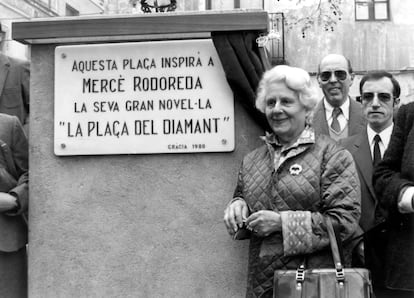 AQUESTA PLAÇA INSPIRÀ A
MERCÈ RODOREDA
LA SEVA GRAN NOVEL·LA
"LA PLAÇA DEL DIAMANT"
GRÀCIA 1980